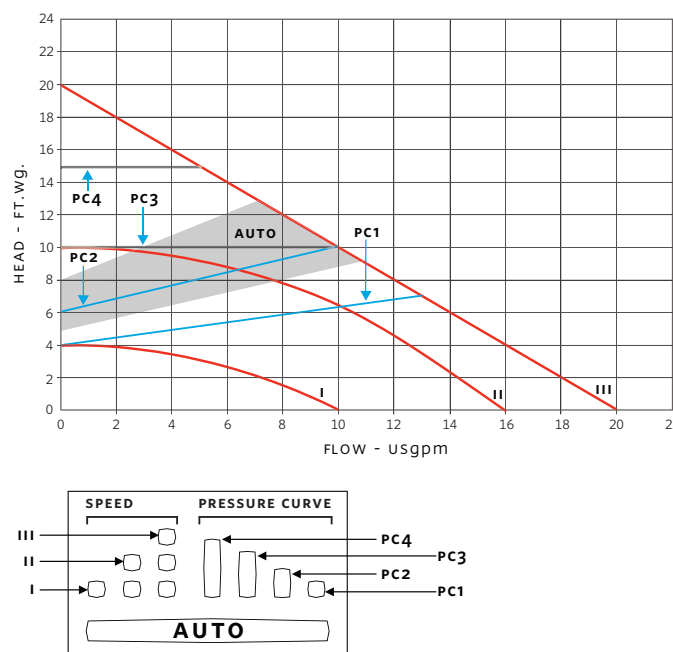 24
22
20
18
16
14
12
10
8
6
4
2
0
HEAD - FT.wg.
PC4
PC3
AUTO
PC1
PC2
I
II
III
0 2 4 6 8 10 12 14 16 18 20 2
FLOW - USgpm
SPEED PRESSURE CURVE
III
II
I
PC4
PC3
PC2
PC1
AUTO